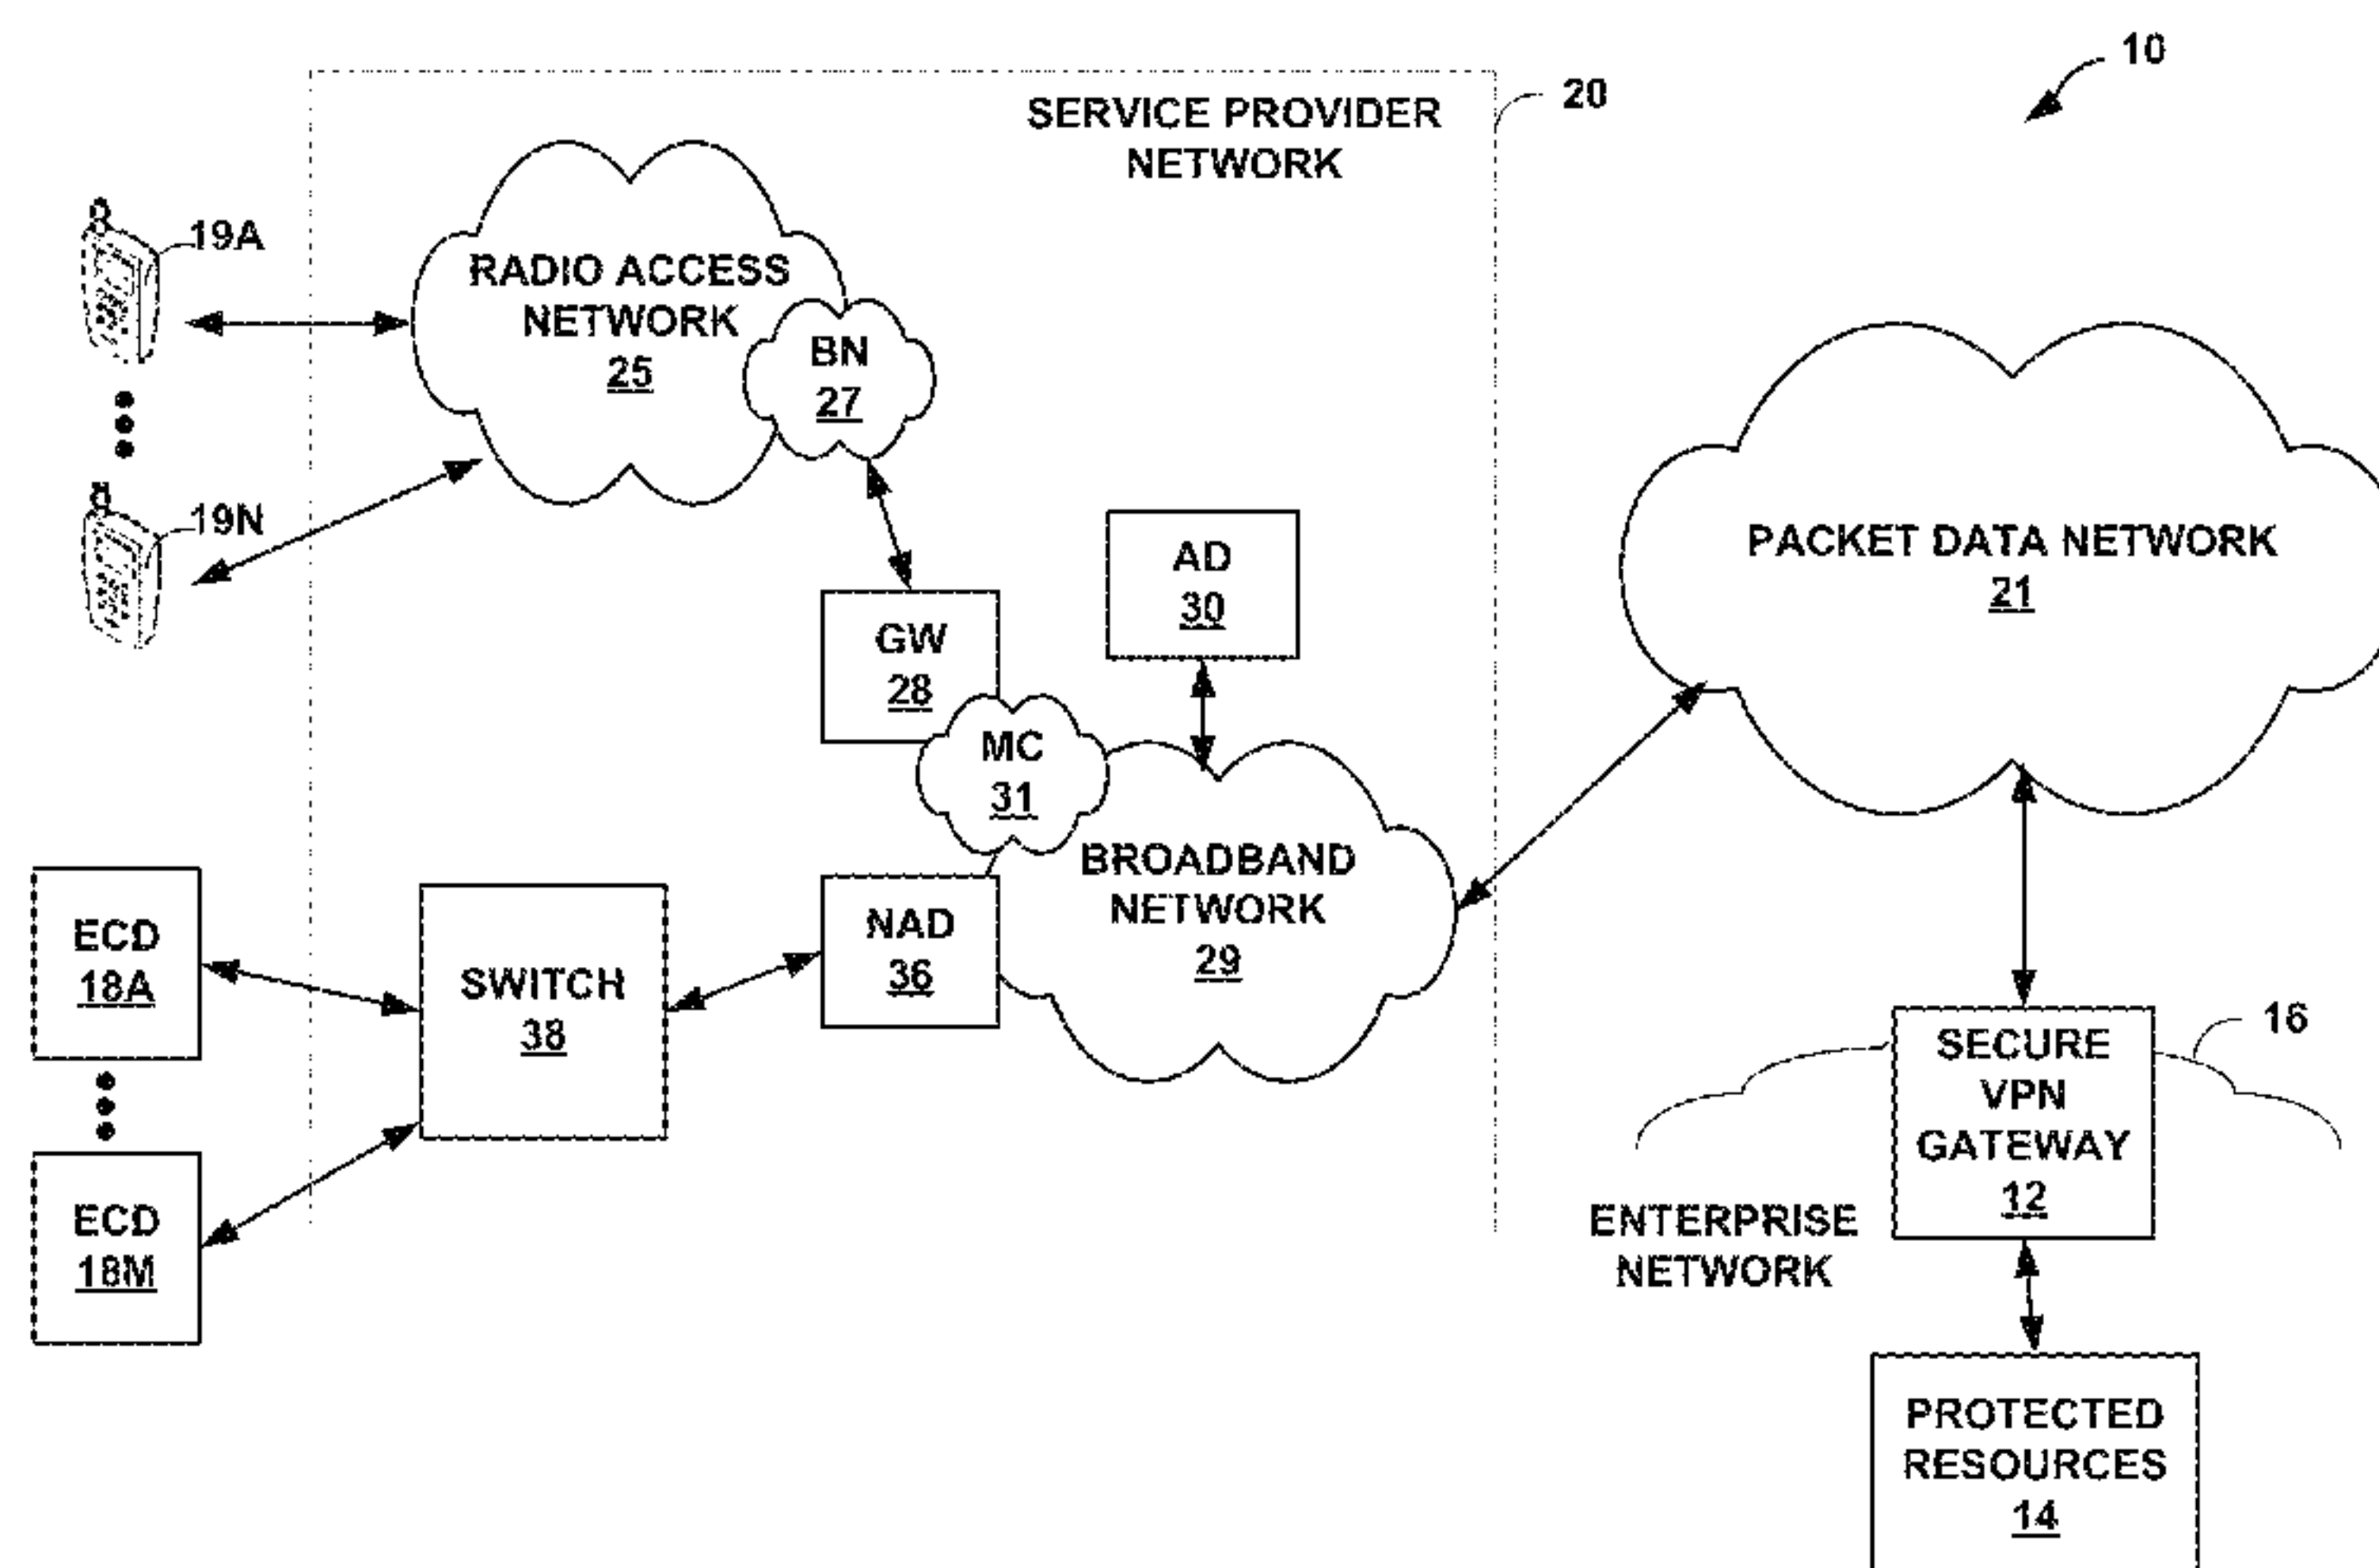 10
20
SERVICE PROVIDER
NETWORK
19A
RADIO ACCESS
NETWORK
25
BN
27
19N
PACKET DATA NETWORK
21
AD
30
GW
28
MC
31
BROADBAND
NETWORK
29
NAD
36
ECD
18A
SWITCH
38
ECD
18M
16
SECURE
VPN
GATEWAY
12
ENTERPRISE
NETWORK
PROTECTED
RESOURCES
14